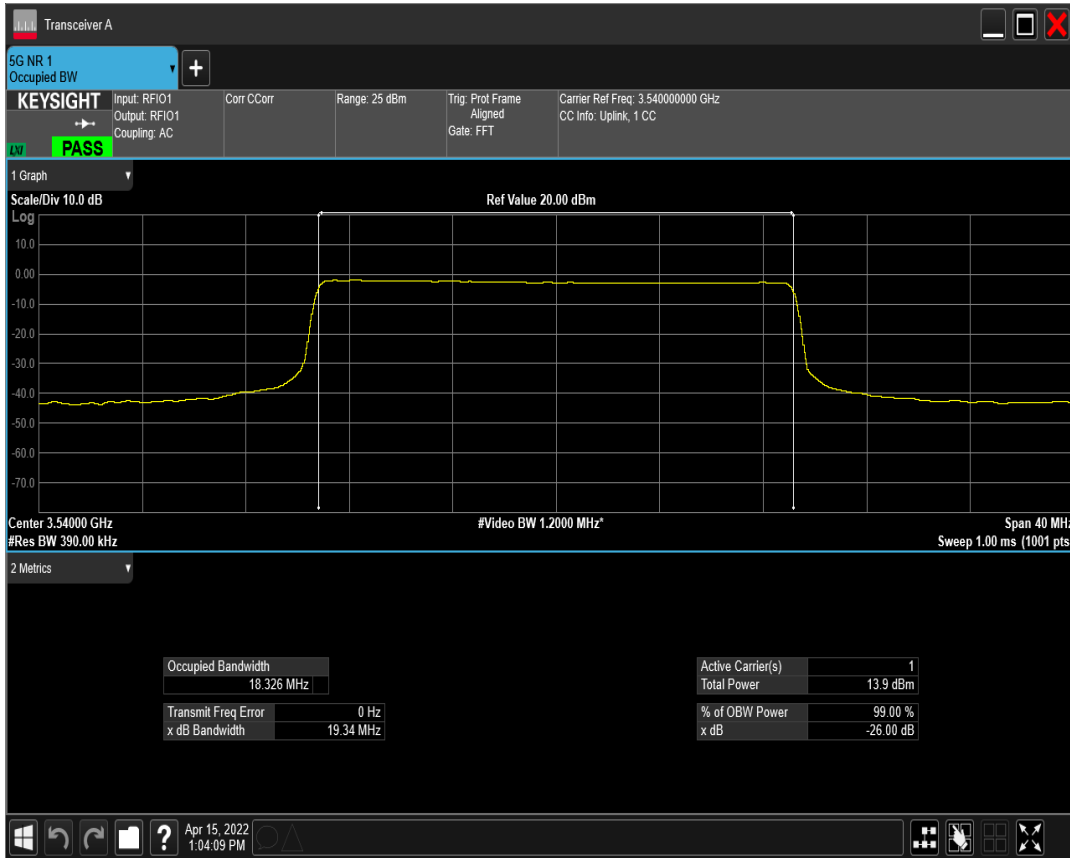 Transceiver A
5G NR 1
Occupied BW
+
KEYSIGHT
LXI
PASS
Input: RFIO1
Output: RFIO1
Coupling: AC
Corr CCorr
Range: 25 dBm
Trig: Prot Frame
Aligned
Gate: FFT
Carrier Ref Freq: 3.540000000 GHz
CC Info: Uplink, 1 CC
1 Graph
Scale/Div 10.0 dB
Ref Value 20.00 dBm
Log
10.0
0.00
-10.0
-20.0
-30.0
-40.0
-50.0
-60.0
-70.0
Center 3.54000 GHz
#Video BW 1.2000 MHz*
Span 40 MHz
#Res BW 390.00 kHz
Sweep 1.00 ms (1001 pts
2 Metrics
Occupied Bandwidth
18.326 MHz
Transmit Freq Error 0 Hz
x dB Bandwidth 19.34 MHz
Active Carrier(s) 1
Total Power 13.9 dBm
% of OBW Power 99.00 %
x dB -26.00 dB
?
Apr 15, 2022
1:04:09 PM